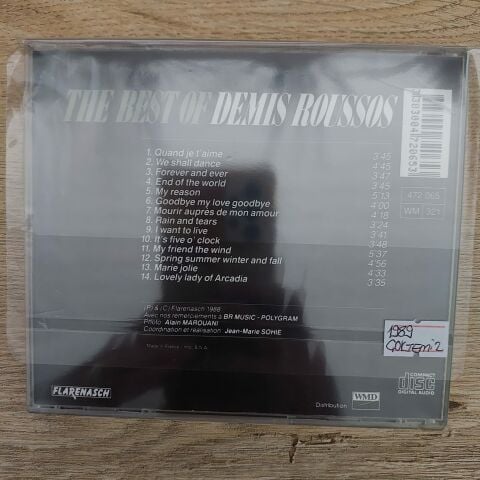 THE BEST OF DEMIS ROUSSOS
1. Quand je t'aime 3'45
2. We shall dance 4'45
3. Forever and ever 3'47
4. End of the world 3'45
5. My reason 5'13
6. Goodbye my love goodbye 4'00
7. Mourir auprès de mon amour 4'18
8. Rain and tears 3'24
9. I want to live 3'41
10. It's five o'clock 3'48
11. My friend the wind 5'37
12. Spring summer winter and fall 4'56
13. Marie jolie 4'33
14. Lovely lady of Arcadia 3'35
3383004720653
472 065
WM 321
(P) & (C) Flarenasch 1988
Avec nos remerciements à BR MUSIC - POLYGRAM
Photo: Alain MAROUANI
Coordination et réalisation: Jean-Marie SOHIE
Made in France
1989
ÇOK TEMİZ
FLARENASCH
Distribution WMD
COMPACT
disc
DIGITAL AUDIO